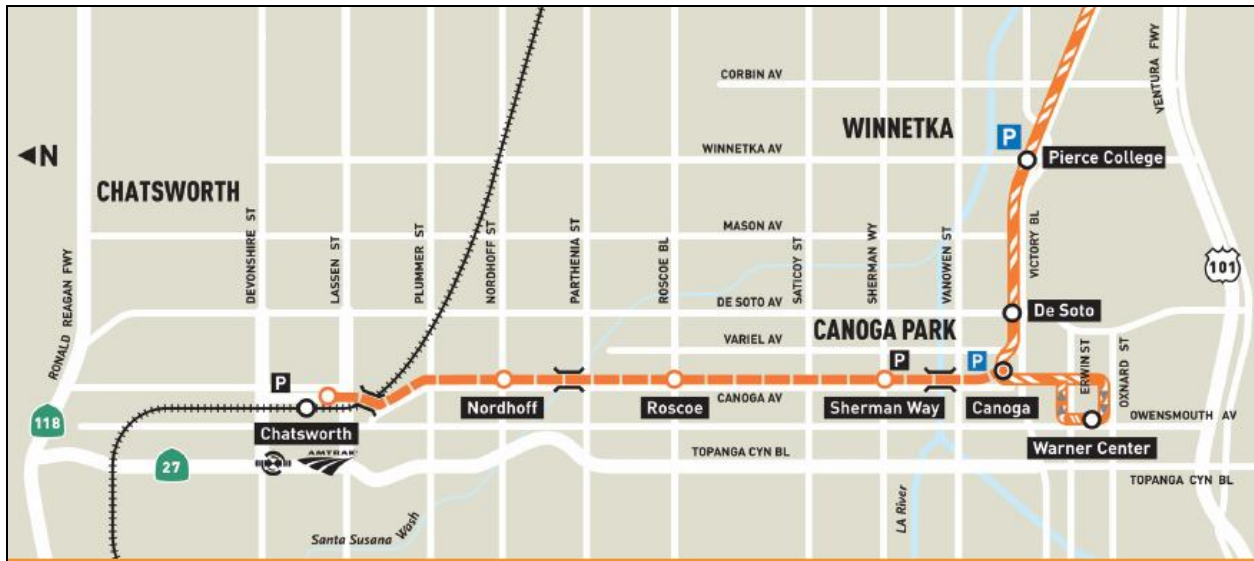 CORBIN AV
VENTURA FWY
WINNETKA
P
N
WINNETKA AV
Pierce College
CHATSWORTH
MASON AV
DEVONSHIRE ST
LASSEN ST
PLUMMER ST
NORDHOFF ST
PARTHENIA ST
ROSCOE BL
SATICOY ST
SHERMAN WY
VANOWEN ST
VICTORY BL
101
RONALD REAGAN FWY
DE SOTO AV
De Soto
CANOGA PARK
VARIEL AV
ERWIN ST
OXNARD ST
P
P
P
CANOGA AV
118
Chatsworth
Nordhoff
Roscoe
Sherman Way
Canoga
OWENSMOUTH AV
Warner Center
27
AMTRAK
TOPANGA CYN BL
TOPANGA CYN BL
LA River
Santa Susana Wash